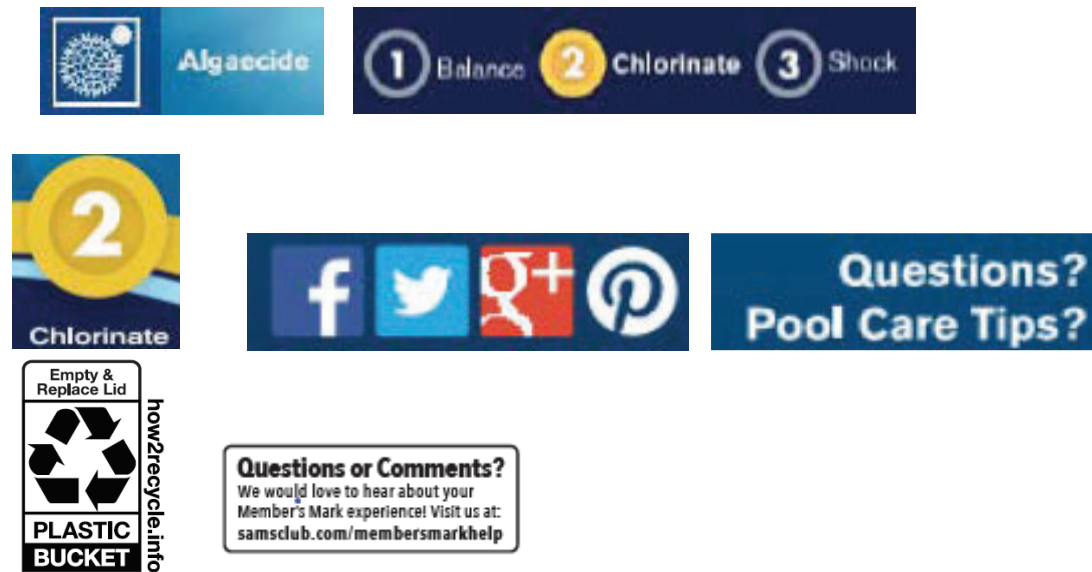 Algaecide
1 Balance 2 Chlorinate 3 Shock
2
Chlorinate
f g+
Questions?
Pool Care Tips?
Empty &
Replace Lid
how2recycle.info
PLASTIC
BUCKET
Questions or Comments?
We would love to hear about your
Member's Mark experience! Visit us at:
samsclub.com/membersmarkhelp